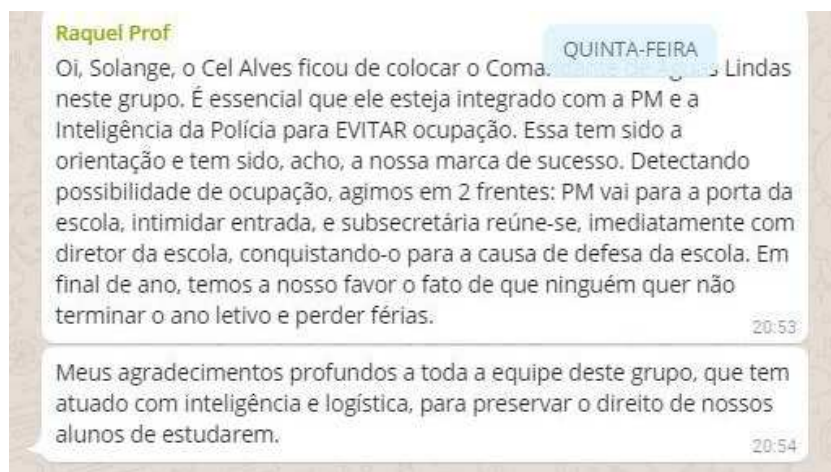 Raquel Prof
QUINTA-FEIRA
Oi, Solange, o Cel Alves ficou de colocar o Lindas
neste grupo. É essencial que ele esteja integrado com a PM e a
Inteligência da Polícia para EVITAR ocupação. Essa tem sido a
orientação e tem sido, acho, a nossa marca de sucesso. Detectando
possibilidade de ocupação, agimos em 2 frentes: PM vai para a porta da
escola, intimidar entrada, e subsecretária reúne-se, imediatamente com
diretor da escola, conquistando-o para a causa de defesa da escola. Em
final de ano, temos a nosso favor o fato de que ninguém quer não
terminar o ano letivo e perder férias.
20:53
Meus agradecimentos profundos a toda a equipe deste grupo, que tem
atuado com inteligência e logística, para preservar o direito de nossos
alunos de estudarem.
20:54